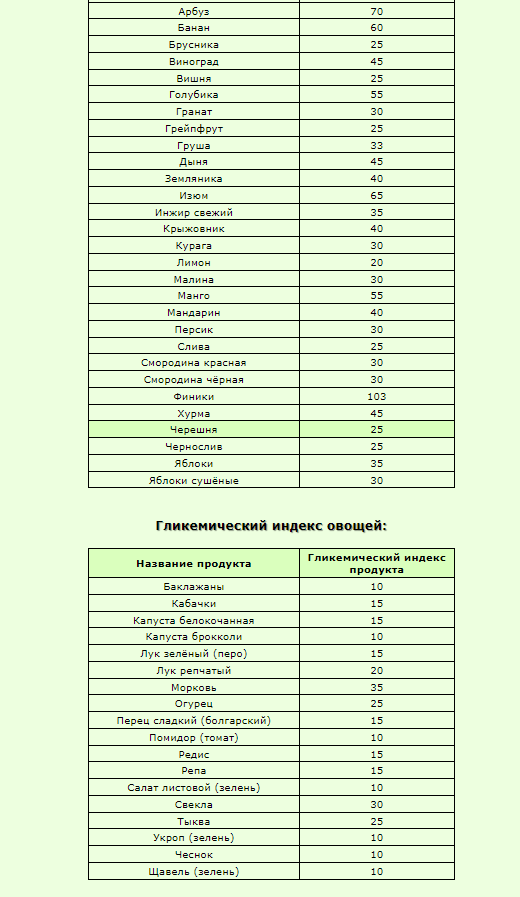 Арбуз 70
Банан 60
Брусника 25
Виноград 45
Вишня 25
Голубика 55
Гранат 30
Грейпфрут 25
Груша 33
Дыня 45
Земляника 40
Изюм 65
Инжир свежий 35
Крыжовник 40
Курага 30
Лимон 20
Малина 30
Манго 55
Мандарин 40
Персик 30
Слива 25
Смородина красная 30
Смородина чёрная 30
Финики 103
Хурма 45
Черешня 25
Чернослив 25
Яблоки 35
Яблоки сушёные 30
Гликемический индекс овощей:
Название продукта Гликемический индекс
продукта
Баклажаны 10
Кабачки 15
Капуста белокочанная 15
Капуста брокколи 10
Лук зелёный (перо) 15
Лук репчатый 20
Морковь 35
Огурец 25
Перец сладкий (болгарский) 15
Помидор (томат) 10
Редис 15
Репа 15
Салат листовой (зелень) 10
Свекла 30
Тыква 25
Укроп (зелень) 10
Чеснок 10
Щавель (зелень) 10